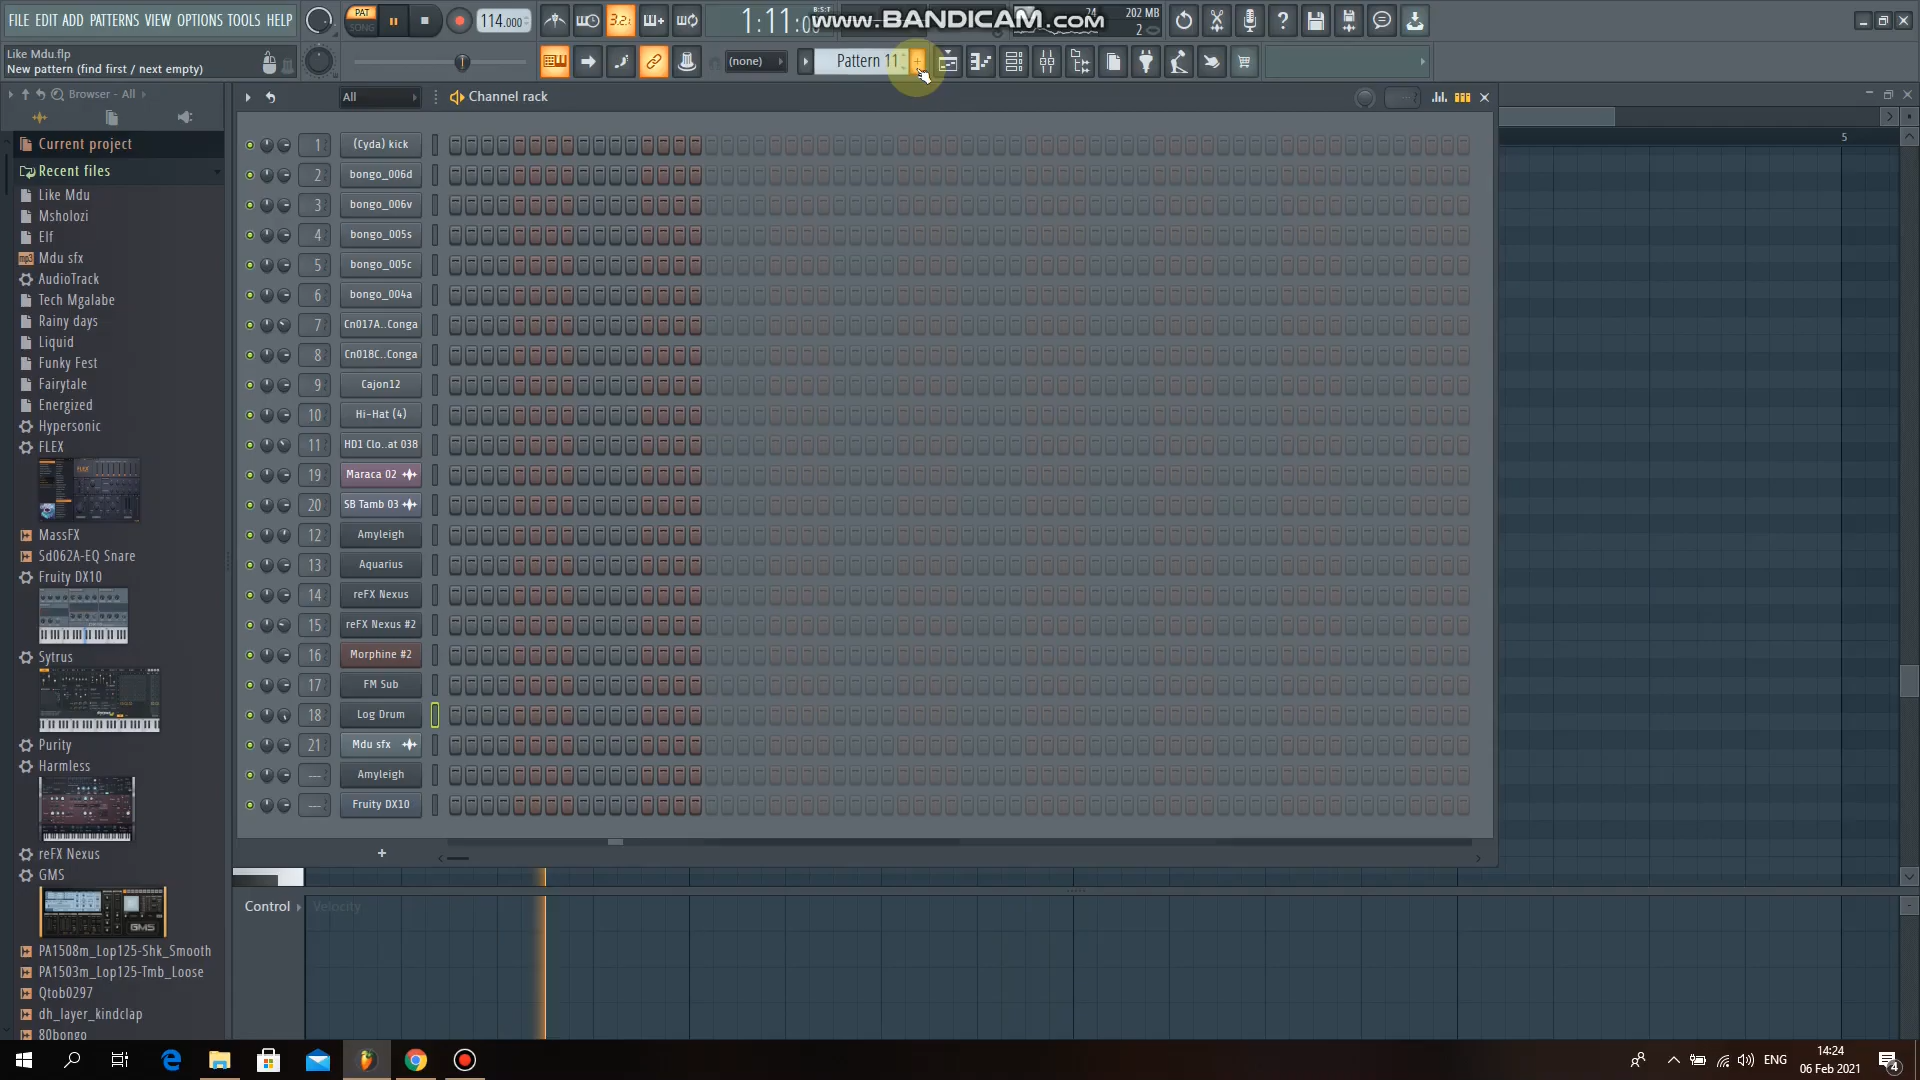 FILE EDIT ADD PATTERNS VIEW OPTIONS TOOLS HELP
PAT
SONG
114.000
3.2.
1:11:0
B:S:T
www.BANDICAM.com
24
202 MB
2
Like Mdu.flp
New pattern (find first / next empty)
(none)
Pattern 11
Browser - All
All
Channel rack
5
Current project
Recent files
Like Mdu
Msholozi
Elf
mp3
Mdu sfx
AudioTrack
Tech Mgalabe
Rainy days
Liquid
Funky Fest
Fairytale
Energized
Hypersonic
FLEX
MassFX
Sd062A-EQ Snare
Fruity DX10
Sytrus
Purity
Harmless
reFX Nexus
GMS
PA1508m_Lop125-Shk_Smooth
PA1503m_Lop125-Tmb_Loose
Qtob0297
dh_layer_kindclap
80bongo
1 (Cyda) kick
2 bongo_006d
3 bongo_006v
4 bongo_005s
5 bongo_005c
6 bongo_004a
7 Cn017A..Conga
8 Cn018C..Conga
9 Cajon12
10 Hi-Hat (4)
11 HD1 Clo..at 038
19 Maraca 02
20 SB Tamb 03
12 Amyleigh
13 Aquarius
14 reFX Nexus
15 reFX Nexus #2
16 Morphine #2
17 FM Sub
18 Log Drum
21 Mdu sfx
--- Amyleigh
--- Fruity DX10
+
Control
Velocity
ENG
14:24
06 Feb 2021
4